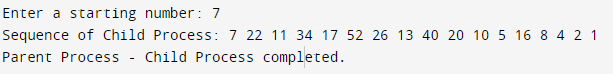 Enter a starting number: 7
Sequence of Child Process: 7 22 11 34 17 52 26 13 40 20 10 5 16 8 4 2 1
Parent Process - Child Process completed.